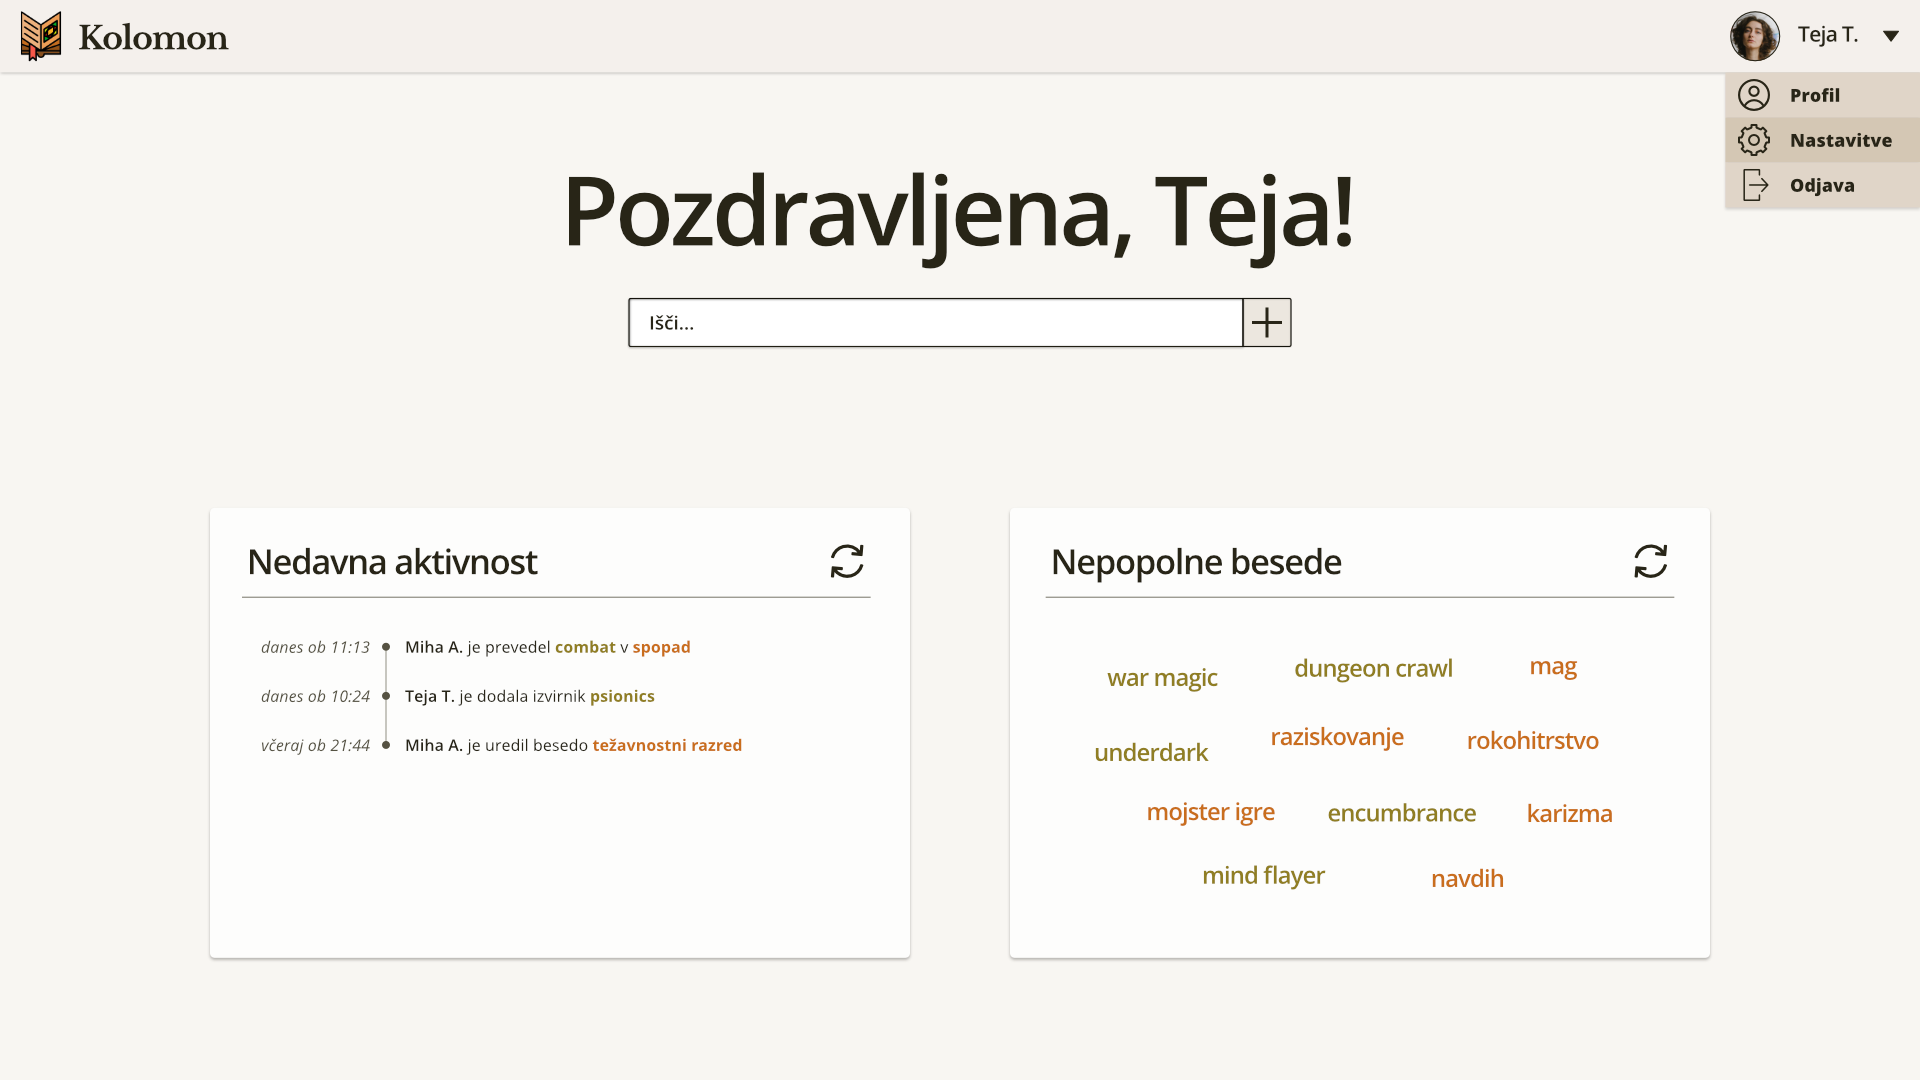 Kolomon
Teja T.
Profil
Nastavitve
Odjava
Pozdravljena, Teja!
Išči...
Nedavna aktivnost
danes ob 11:13 Miha A. je prevedel combat v spopad
danes ob 10:24 Teja T. je dodala izvirnik psionics
včeraj ob 21:44 Miha A. je uredil besedo težavnostni razred
Nepopolne besede
war magic dungeon crawl mag
underdark raziskovanje rokohitrstvo
mojster igre encumbrance karizma
mind flayer navdih